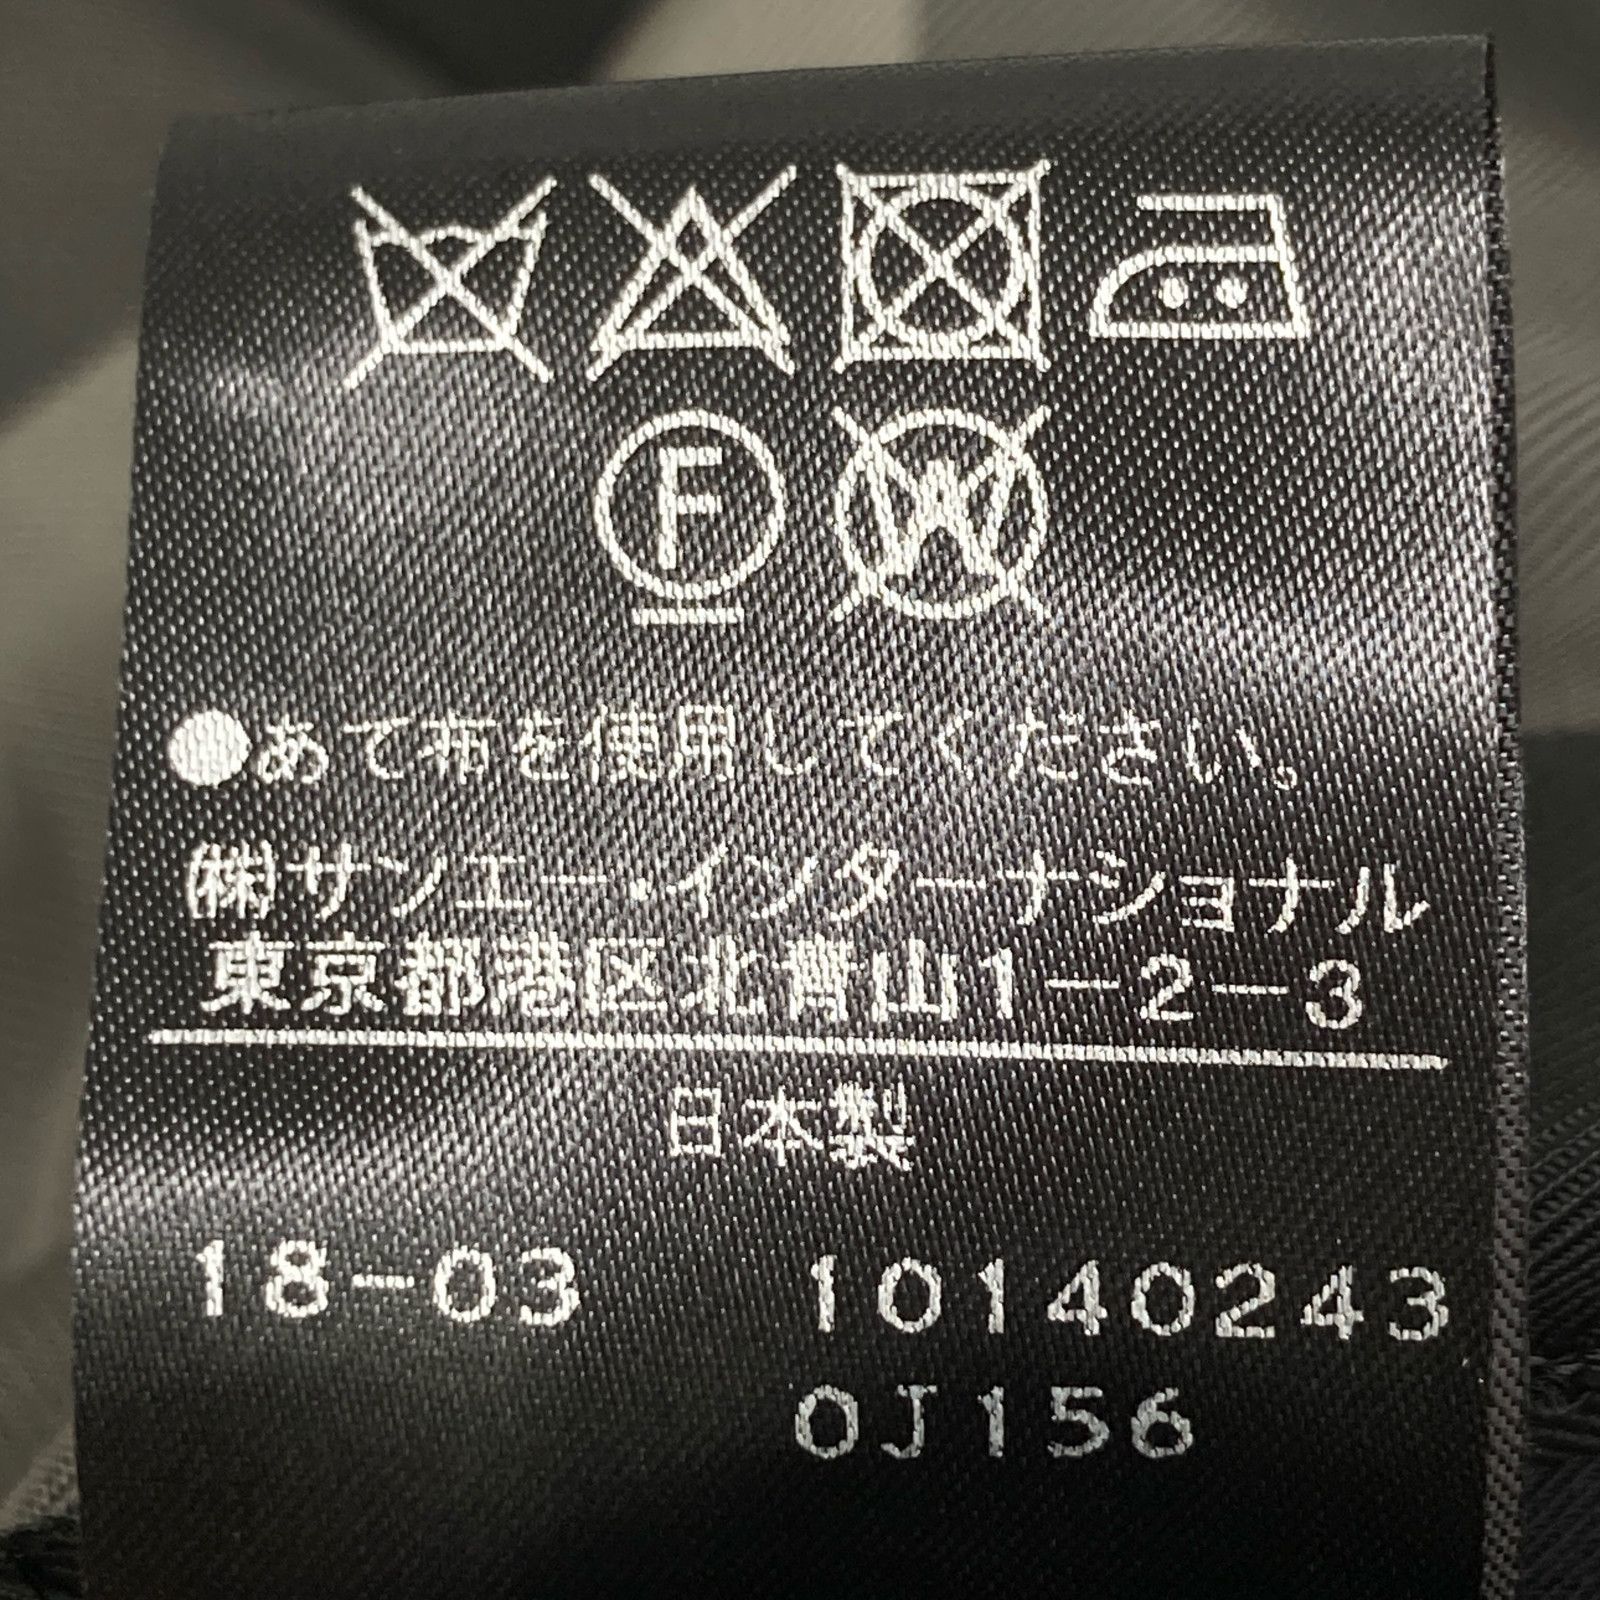 F W
●あて布を使用してください。
㈱サンエー・インターナショナル
東京都港区北青山1-2-3
日本製
18-03 10140243
0J156